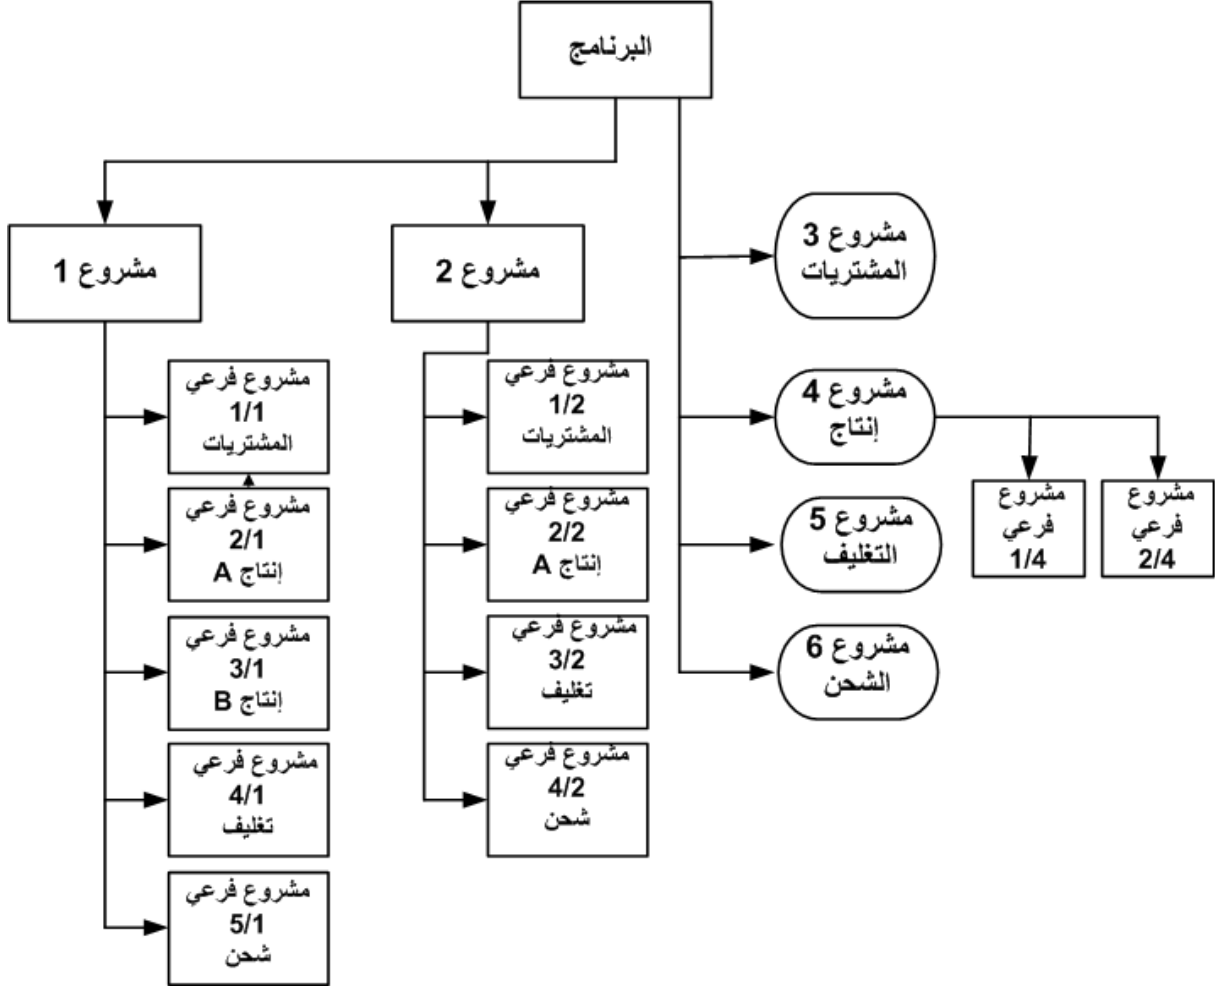 البرنامج
مشروع 1
مشروع فرعي
1/1
المشتريات
مشروع فرعي
2/1
إنتاج A
مشروع فرعي
3/1
إنتاج B
مشروع فرعي
4/1
تغليف
مشروع فرعي
5/1
شحن
مشروع 2
مشروع فرعي
1/2
المشتريات
مشروع فرعي
2/2
إنتاج A
مشروع فرعي
3/2
تغليف
مشروع فرعي
4/2
شحن
مشروع 3
المشتريات
مشروع 4
إنتاج
مشروع
فرعي
1/4
مشروع
فرعي
2/4
مشروع 5
التغليف
مشروع 6
الشحن